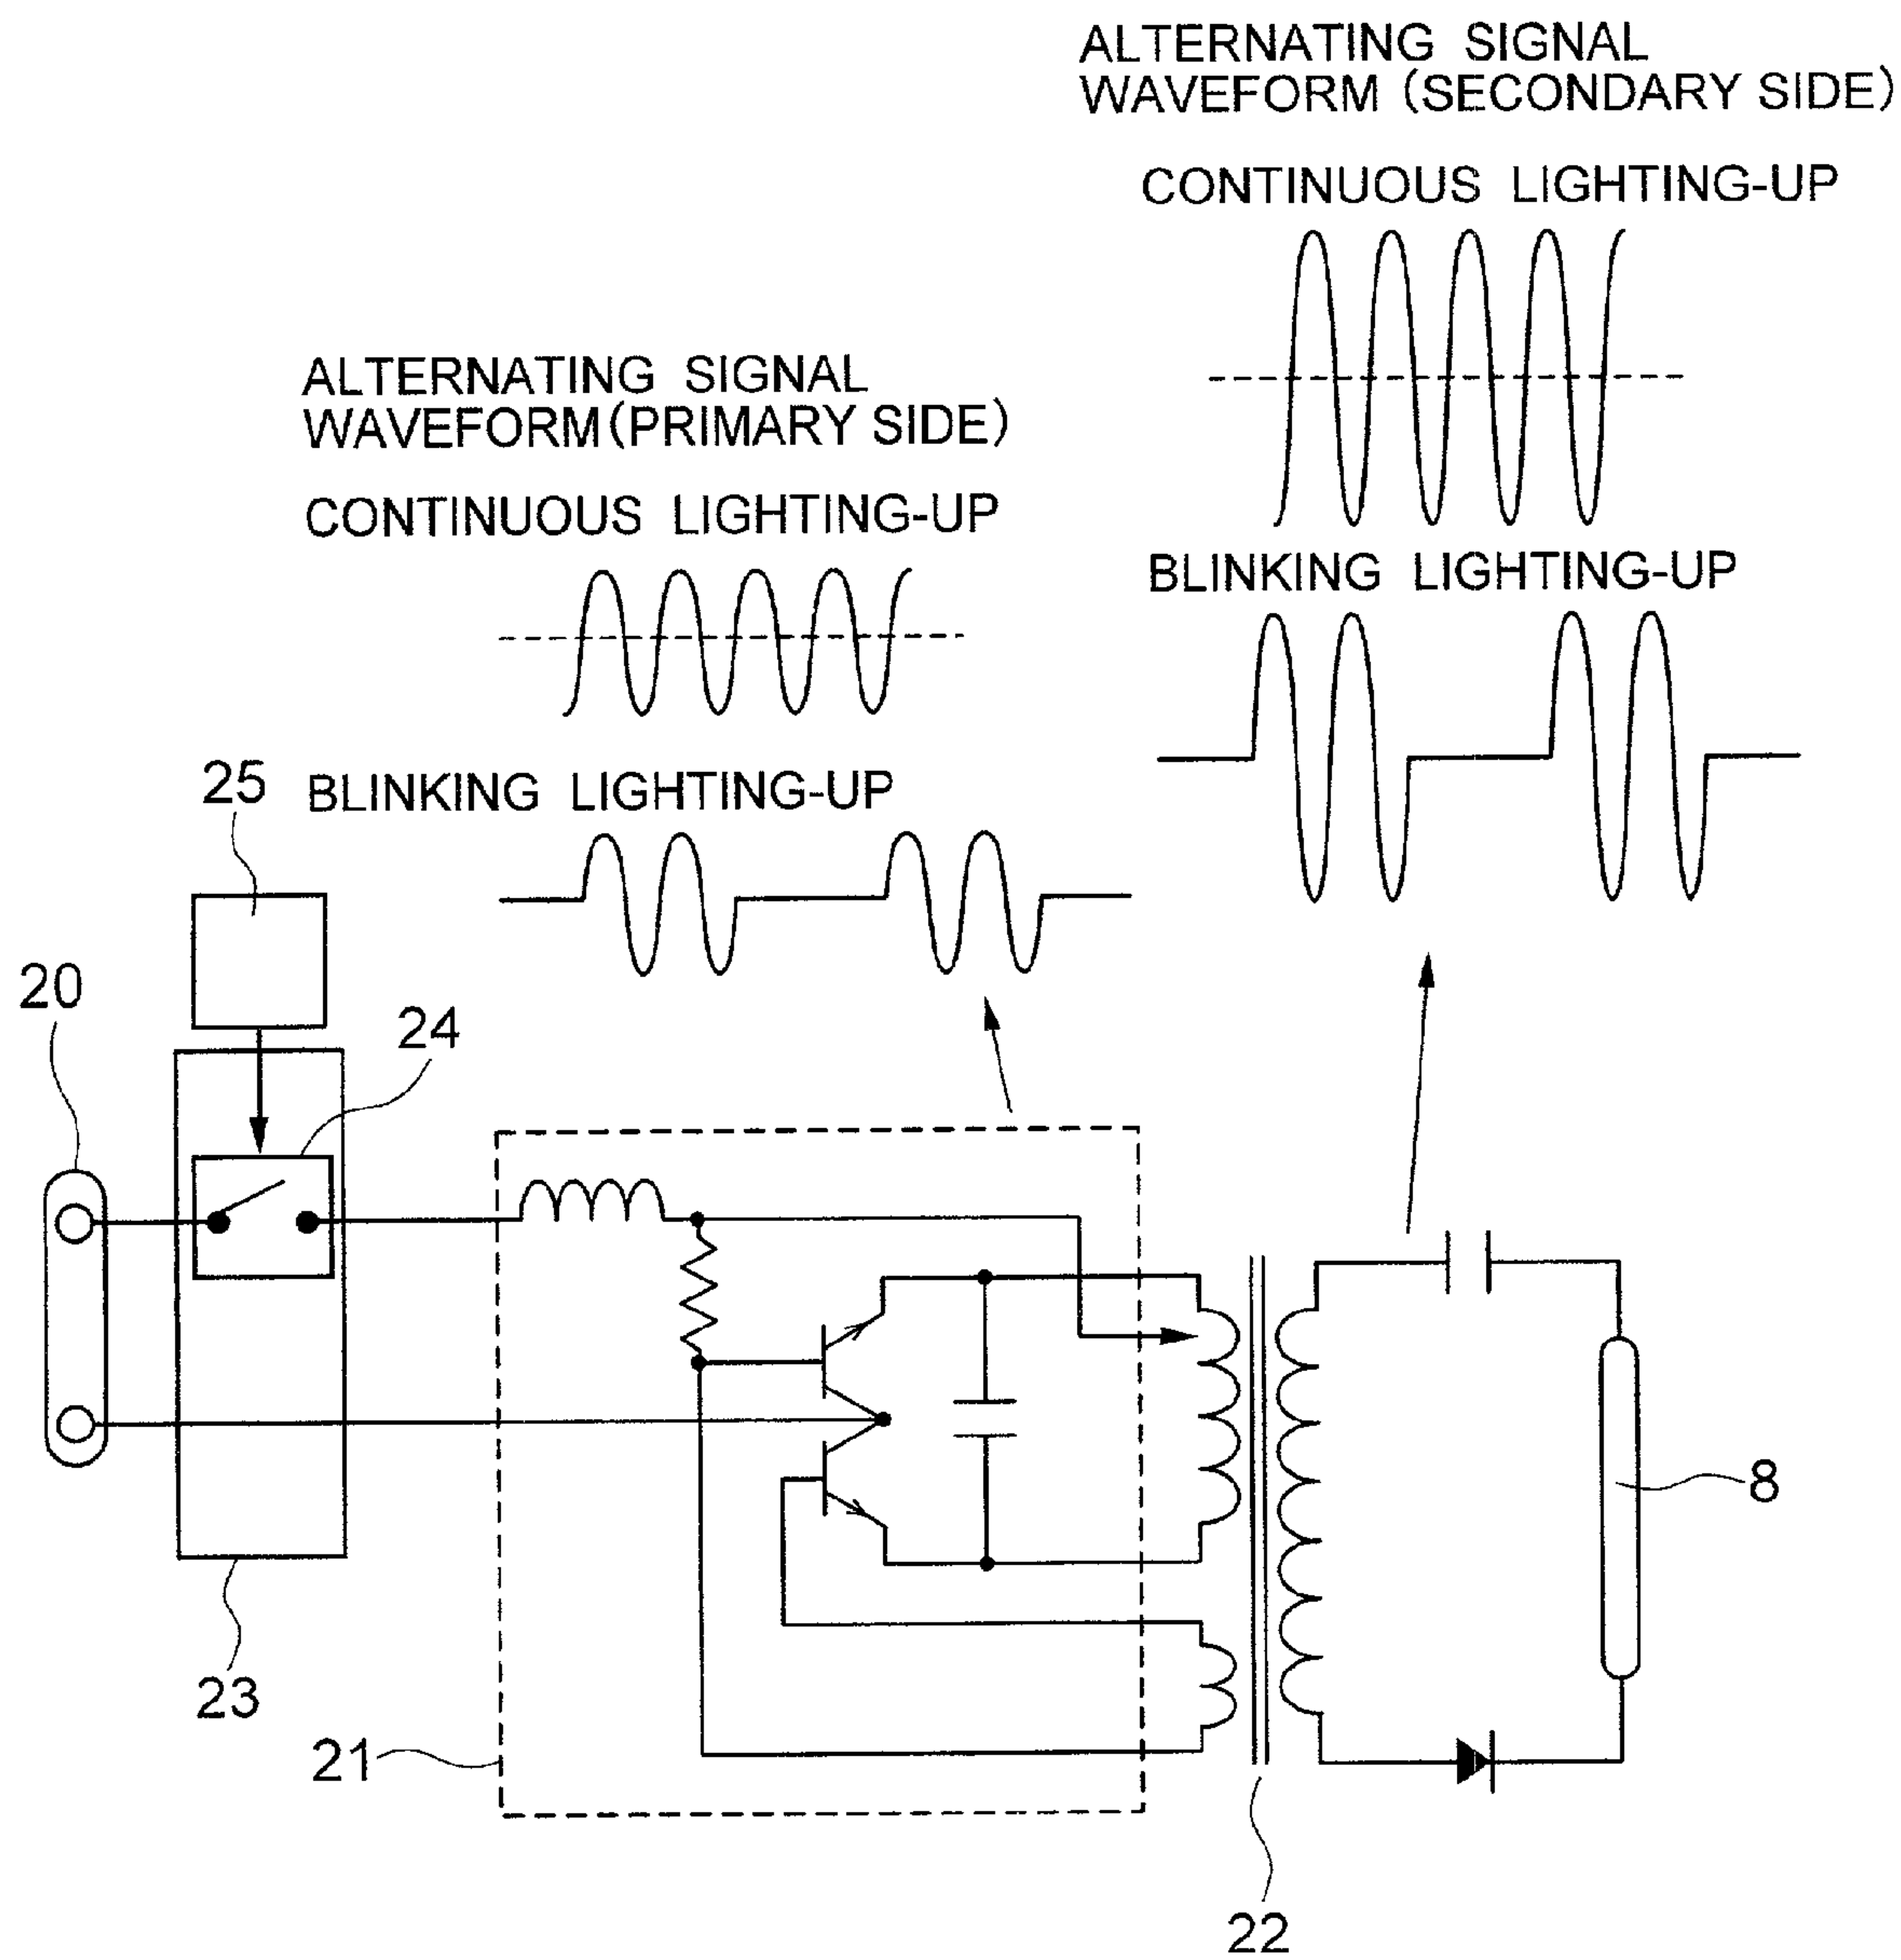 ALTERNATING SIGNAL
WAVEFORM (SECONDARY SIDE)
CONTINUOUS LIGHTING-UP
BLINKING LIGHTING-UP
ALTERNATING SIGNAL
WAVEFORM (PRIMARY SIDE)
CONTINUOUS LIGHTING-UP
BLINKING LIGHTING-UP
25
20
24
8
23
21
22